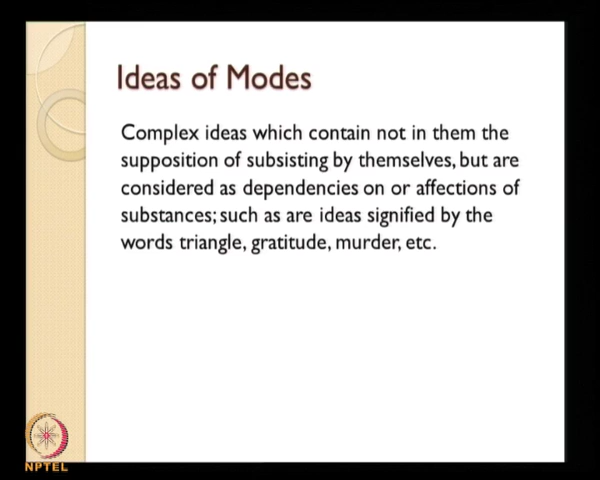 Ideas of Modes
Complex ideas which contain not in them the
supposition of subsisting by themselves, but are
considered as dependencies on or affections of
substances; such as are ideas signified by the
words triangle, gratitude, murder, etc.
NPTEL